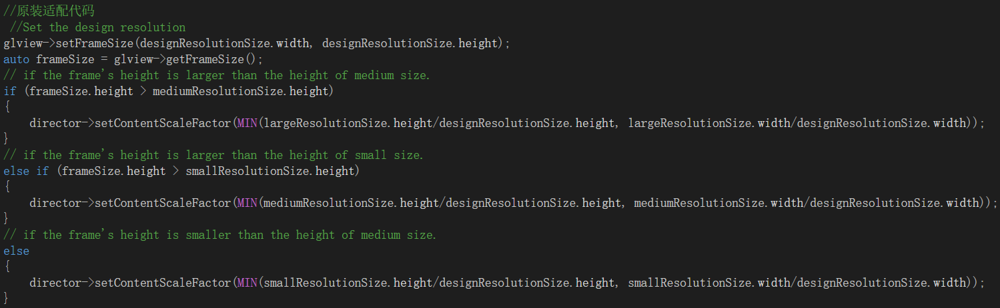 //原装适配代码
//Set the design resolution
glview->setFrameSize(designResolutionSize.width, designResolutionSize.height);
auto frameSize = glview->getFrameSize();
// if the frame's height is larger than the height of medium size.
if (frameSize.height > mediumResolutionSize.height)
{
director->setContentScaleFactor(MIN(largeResolutionSize.height/designResolutionSize.height, largeResolutionSize.width/designResolutionSize.width));
}
// if the frame's height is larger than the height of small size.
else if (frameSize.height > smallResolutionSize.height)
{
director->setContentScaleFactor(MIN(mediumResolutionSize.height/designResolutionSize.height, mediumResolutionSize.width/designResolutionSize.width));
}
// if the frame's height is smaller than the height of medium size.
else
{
director->setContentScaleFactor(MIN(smallResolutionSize.height/designResolutionSize.height, smallResolutionSize.width/designResolutionSize.width));
}